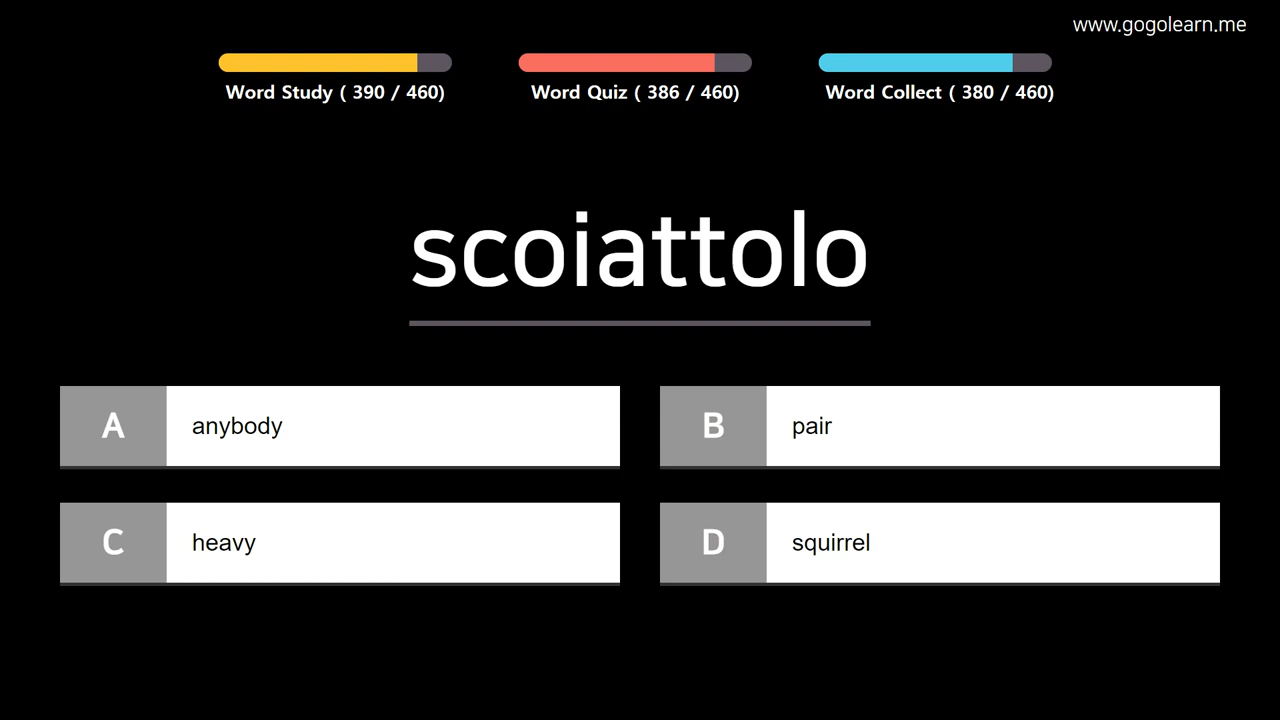 www.gogolearn.me
Word Study ( 390 / 460)
Word Quiz ( 386 / 460)
Word Collect ( 380 / 460)
scoiattolo
A
anybody
B
pair
C
heavy
D
squirrel